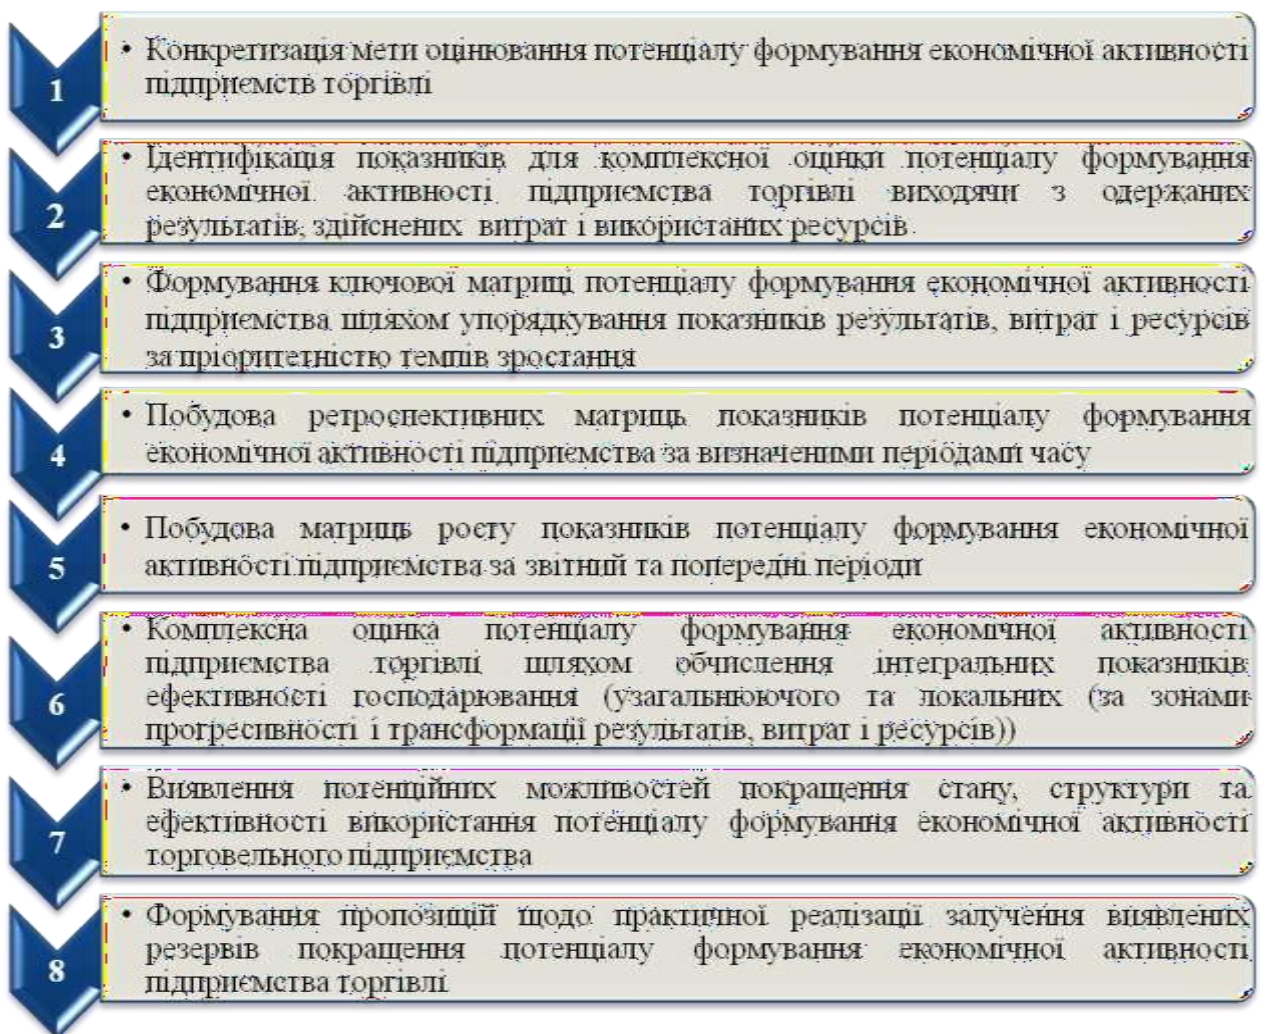 1
• Конкретизація мети оцінювання потенціалу формування економічної активності
підприємств торгівлі
2
• Ідентифікація показників для комплексної оцінки потенціалу формування
економічної активності підприємства торгівлі виходячи з одержаних
результатів, здійснених витрат і використаних ресурсів
3
• Формування ключової матриці потенціалу формування економічної активності
підприємства шляхом упорядкування показників результатів, витрат і ресурсів
за пріоритетністю темпів зростання
4
• Побудова ретроспективних матриць показників потенціалу формування
економічної активності підприємства за визначеними періодами часу
5
• Побудова матриць росту показників потенціалу формування економічної
активності підприємства за звітний та попередні періоди
6
• Комплексна оцінка потенціалу формування економічної активності
підприємства торгівлі шляхом обчислення інтегральних показників
ефективності господарювання (узагальнюючого та локальних (за зонами
прогресивності і трансформації результатів, витрат і ресурсів))
7
• Виявлення потенційних можливостей покращення стану, структури та
ефективності використання потенціалу формування економічної активності
торговельного підприємства
8
• Формування пропозицій щодо практичної реалізації залучення виявлених
резервів покращення потенціалу формування економічної активності
підприємства торгівлі